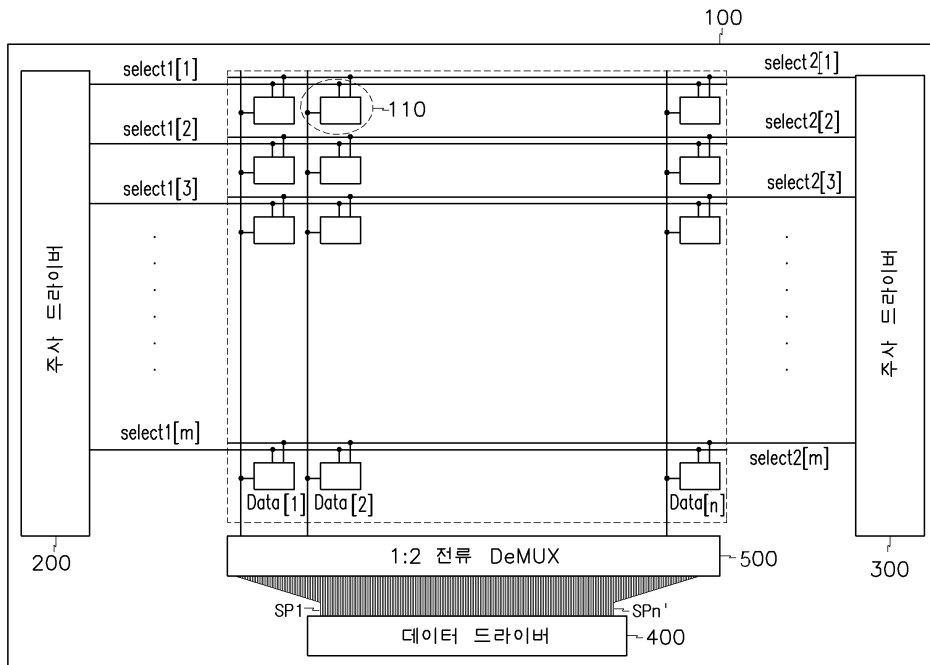 100
select1[1]
select2[1]
110
select1[2]
select2[2]
select1[3]
select2[3]
주사 드라이버
주사 드라이버
select1[m]
select2[m]
Data[1]
Data[2]
Data[n]
200
1:2 전류 DeMUX
500
300
SP1
SPn'
데이터 드라이버
400